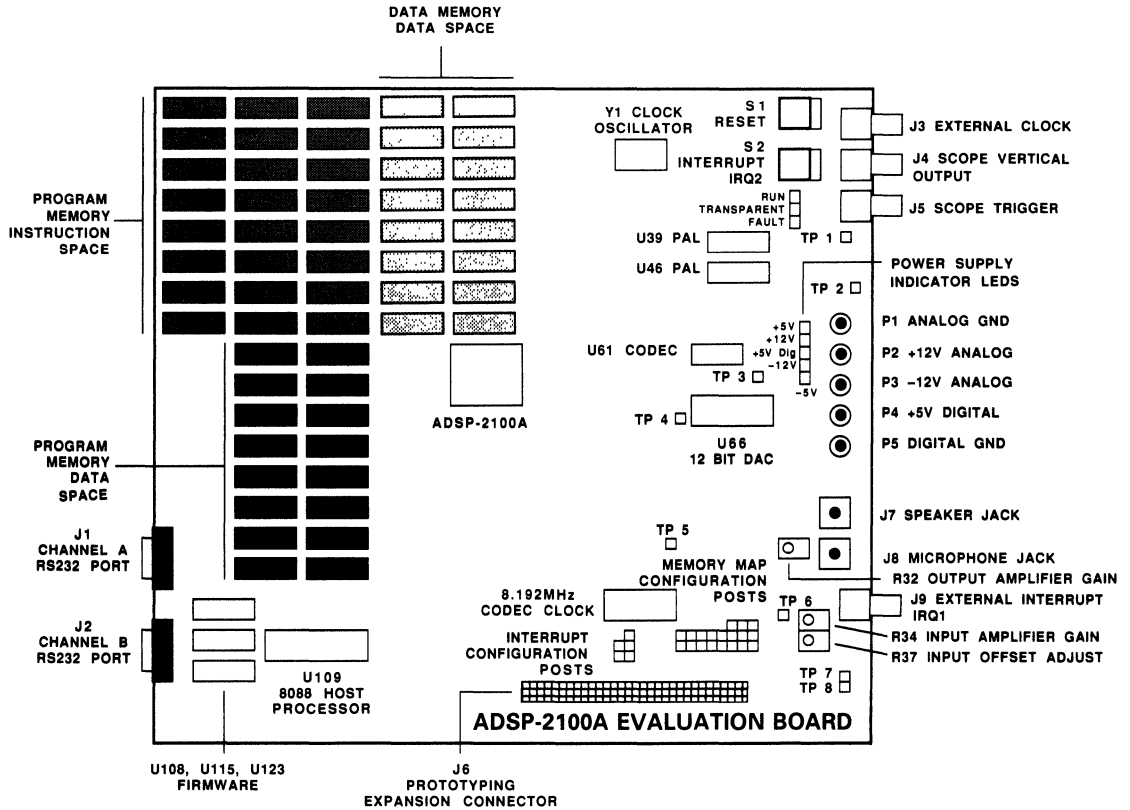 DATA MEMORY
DATA SPACE
Y1 CLOCK
OSCILLATOR
S1
RESET
S2
INTERRUPT
IRQ2
J3 EXTERNAL CLOCK
J4 SCOPE VERTICAL
OUTPUT
J5 SCOPE TRIGGER
RUN
TRANSPARENT
FAULT
PROGRAM
MEMORY
INSTRUCTION
SPACE
U39 PAL
TP 1
U46 PAL
POWER SUPPLY
INDICATOR LEDS
TP 2
P1 ANALOG GND
+5V
+12V
+5V Dig
-12V
-5V
U61 CODEC
P2 +12V ANALOG
TP 3
P3 -12V ANALOG
ADSP-2100A
TP 4
P4 +5V DIGITAL
U66
12 BIT DAC
P5 DIGITAL GND
PROGRAM
MEMORY
DATA
SPACE
J7 SPEAKER JACK
J1
CHANNEL A
RS232 PORT
TP 5
J8 MICROPHONE JACK
MEMORY MAP
CONFIGURATION
POSTS
R32 OUTPUT AMPLIFIER GAIN
8.192MHz
CODEC CLOCK
TP 6
J9 EXTERNAL INTERRUPT
IRQ1
J2
CHANNEL B
RS232 PORT
INTERRUPT
CONFIGURATION
POSTS
R34 INPUT AMPLIFIER GAIN
R37 INPUT OFFSET ADJUST
U109
8088 HOST
PROCESSOR
TP 7
TP 8
ADSP-2100A EVALUATION BOARD
U108, U115, U123
FIRMWARE
J6
PROTOTYPING
EXPANSION CONNECTOR